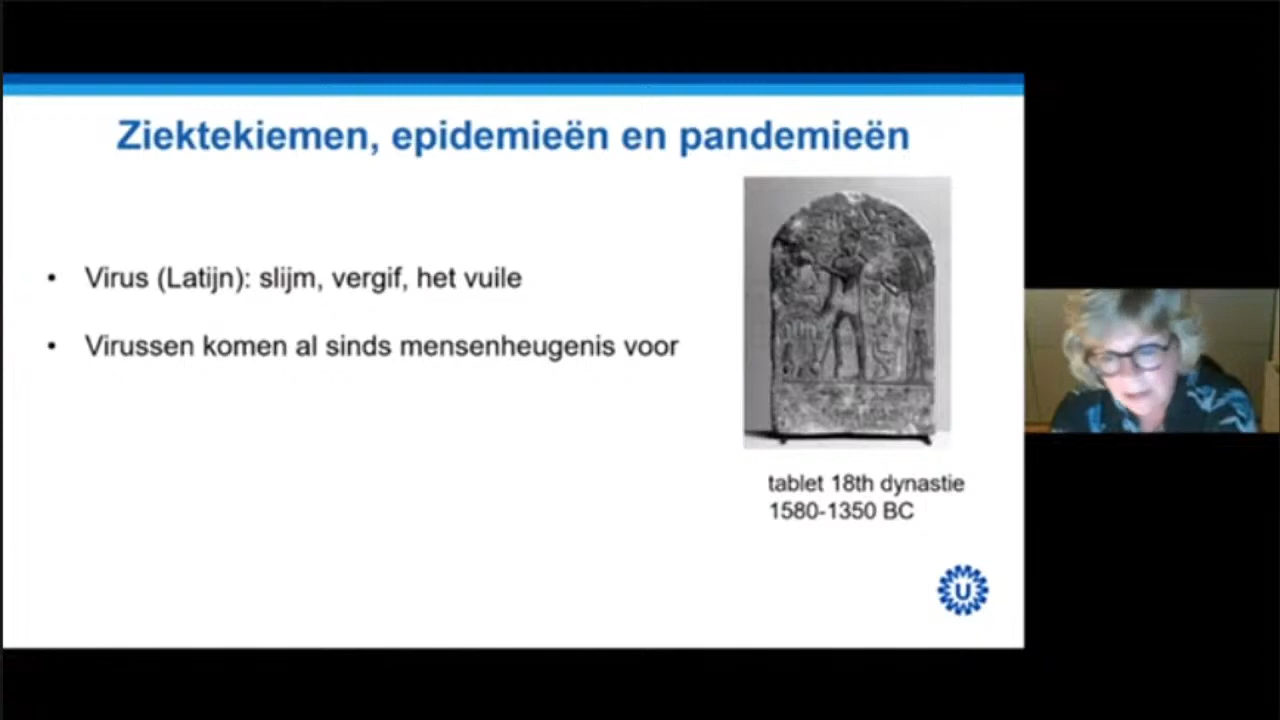 Ziektekiemen, epidemieën en pandemieën
• Virus (Latijn): slijm, vergif, het vuile
• Virussen komen al sinds mensenheugenis voor
tablet 18th dynastie
1580-1350 BC
U